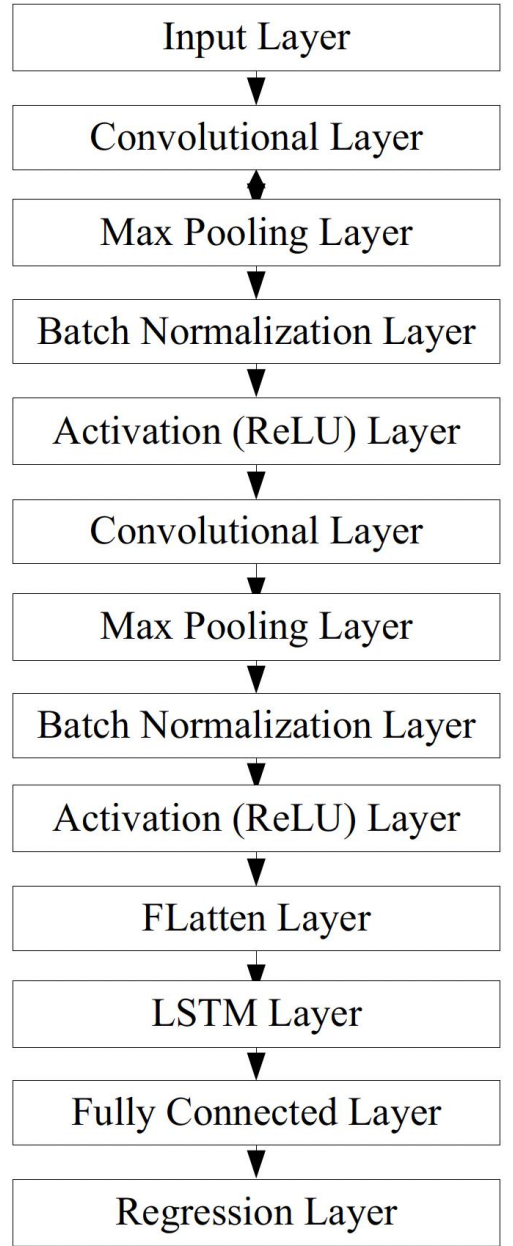 Input Layer
Convolutional Layer
Max Pooling Layer
Batch Normalization Layer
Activation (ReLU) Layer
Convolutional Layer
Max Pooling Layer
Batch Normalization Layer
Activation (ReLU) Layer
FLatten Layer
LSTM Layer
Fully Connected Layer
Regression Layer